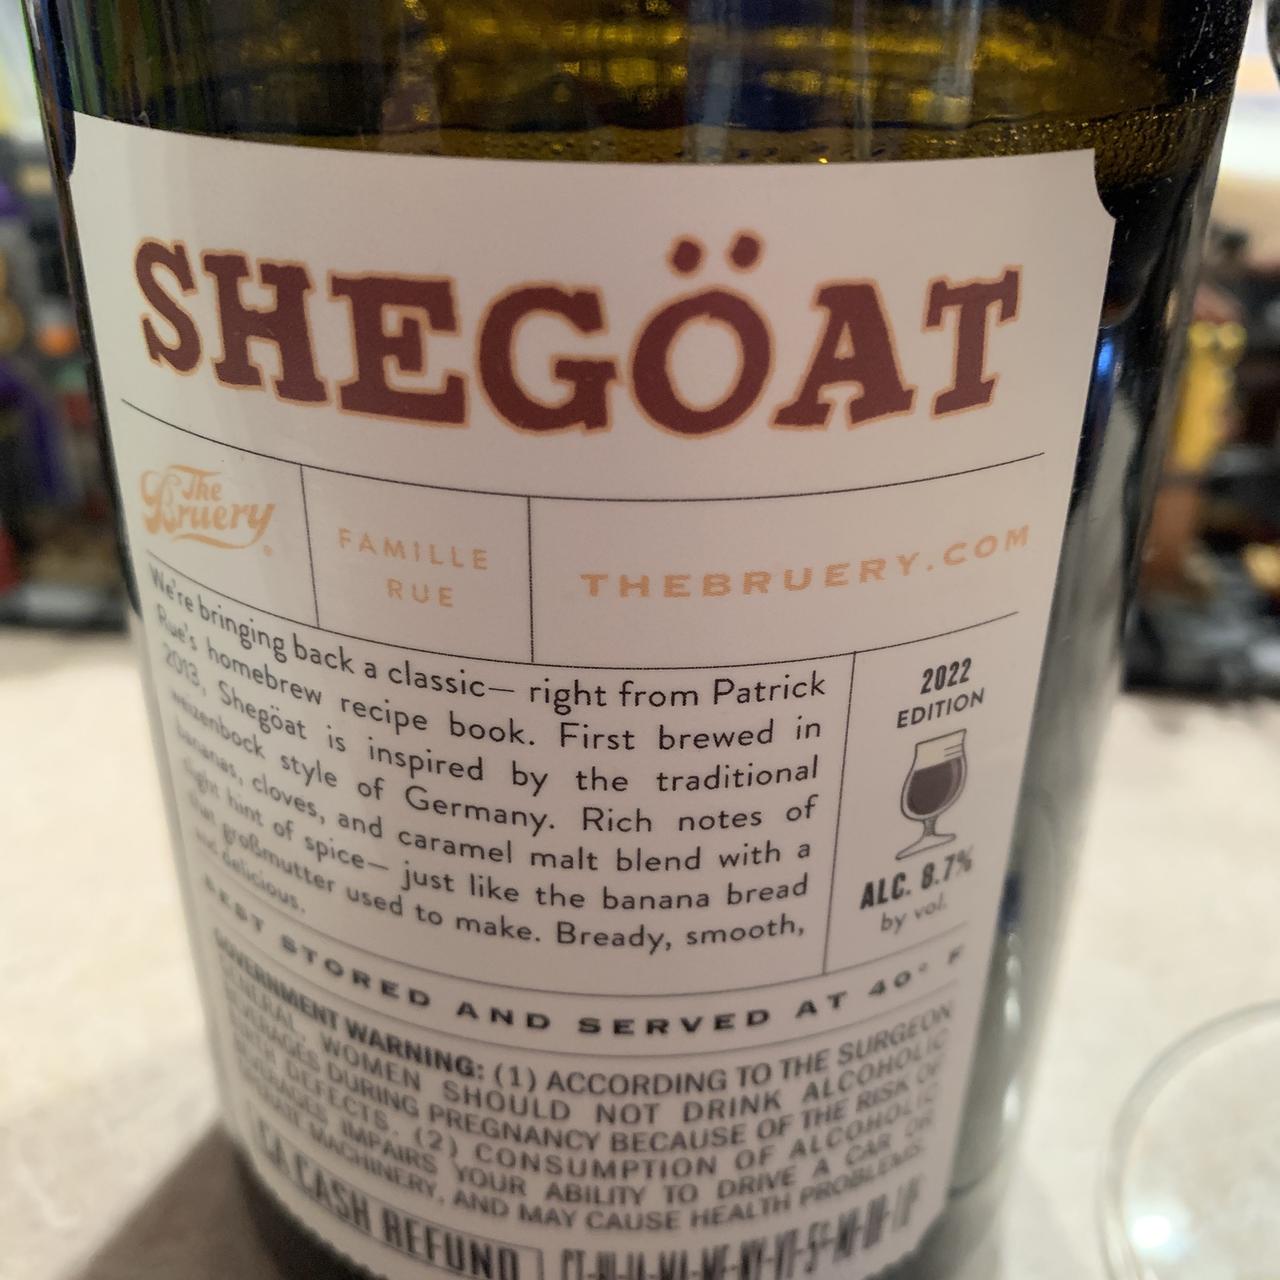 SHEGÖAT
The
Bruery
FAMILLE
RUE
THEBRUERY.COM
We're bringing back a classic— right from Patrick
Rue's homebrew recipe book. First brewed in
2013, Shegöat is inspired by the traditional
weizenbock style of Germany. Rich notes of
bananas, cloves, and caramel malt blend with a
light hint of spice— just like the banana bread
that großmutter used to make. Bready, smooth,
and delicious.
2022
EDITION
ALC. 8.7%
by vol.
BEST STORED AND SERVED AT 40° F
GOVERNMENT WARNING: (1) ACCORDING TO THE SURGEON
GENERAL, WOMEN SHOULD NOT DRINK ALCOHOLIC
BEVERAGES DURING PREGNANCY BECAUSE OF THE RISK OF
BIRTH DEFECTS. (2) CONSUMPTION OF ALCOHOLIC
BEVERAGES IMPAIRS YOUR ABILITY TO DRIVE A CAR OR
OPERATE MACHINERY, AND MAY CAUSE HEALTH PROBLEMS.
CA CASH REFUND